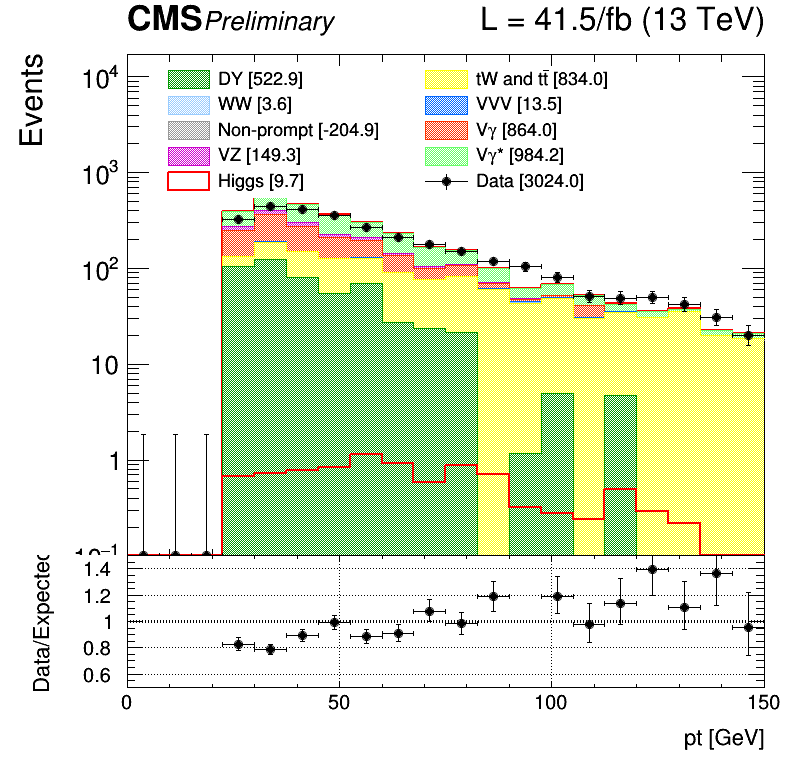 CMS Preliminary L = 41.5/fb (13 TeV)
Events
10⁴
10³
10²
10
1
10⁻¹
DY [522.9] tW and tt̄ [834.0]
WW [3.6] VVV [13.5]
Non-prompt [-204.9] Vγ [864.0]
VZ [149.3] Vγ* [984.2]
Higgs [9.7] Data [3024.0]
Data/Expected
1.4
1.2
1
0.8
0.6
0 50 100 150
pt [GeV]